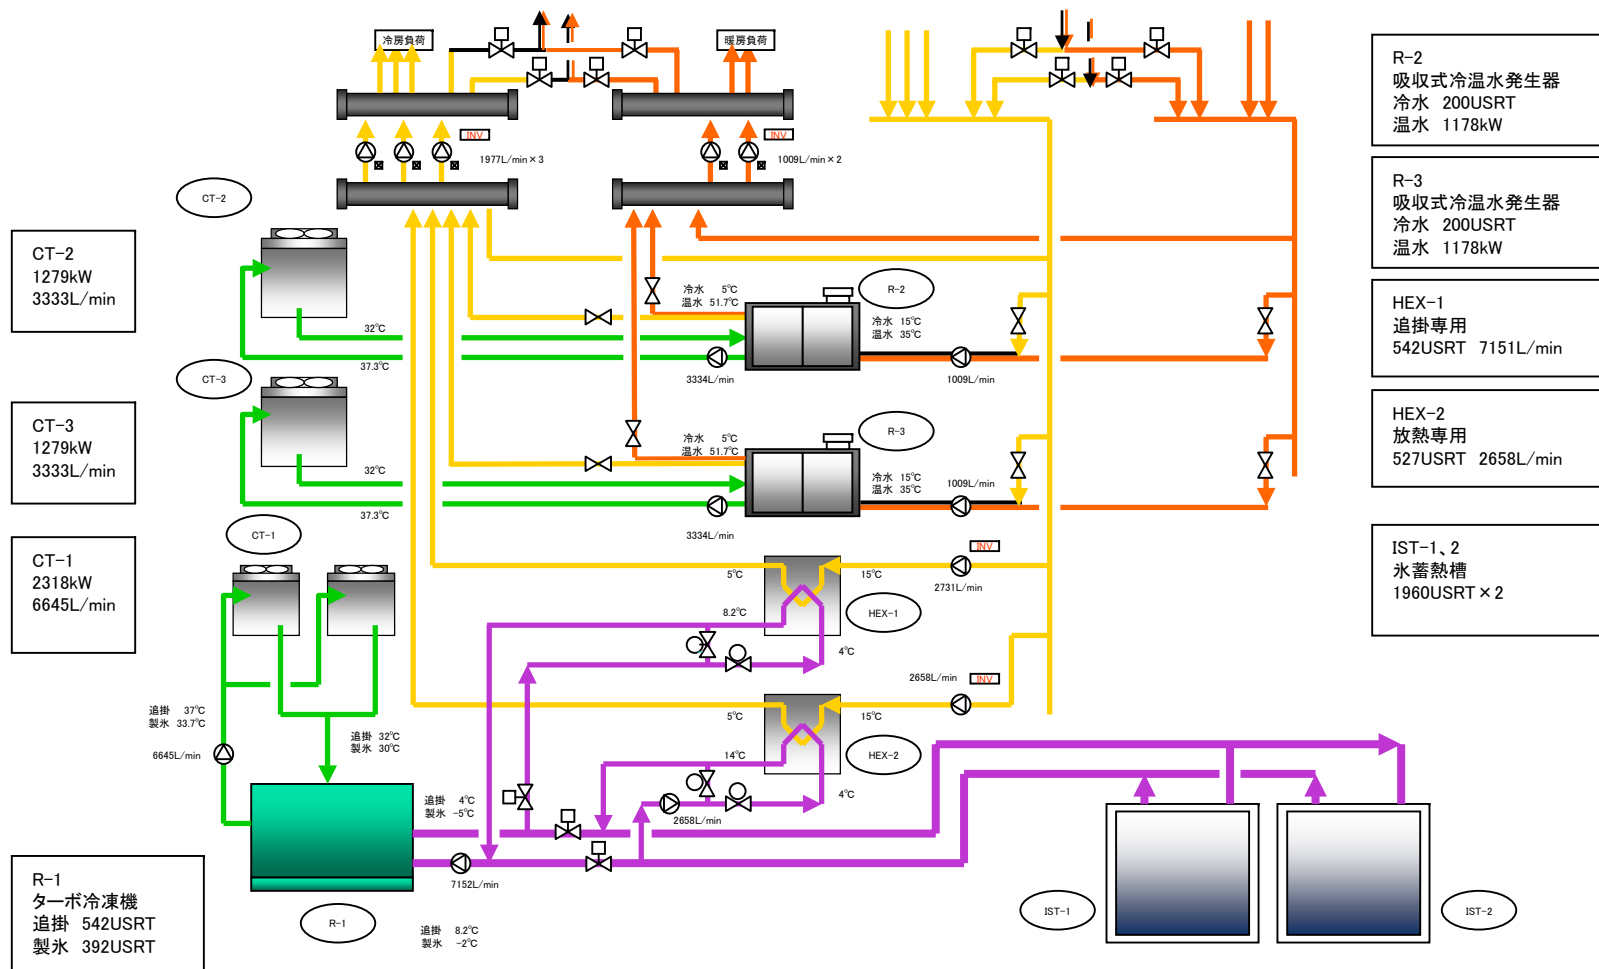 冷房負荷
暖房負荷
INV
1977L/min×3
INV
1009L/min×2
R-2
吸収式冷温水発生器
冷水 200USRT
温水 1178kW
R-3
吸収式冷温水発生器
冷水 200USRT
温水 1178kW
CT-2
CT-2
1279kW
3333L/min
32℃
37.3℃
冷水 5℃
温水 51.7℃
R-2
冷水 15℃
温水 35℃
3334L/min
1009L/min
HEX-1
追掛専用
542USRT 7151L/min
CT-3
CT-3
1279kW
3333L/min
32℃
37.3℃
冷水 5℃
温水 51.7℃
R-3
冷水 15℃
温水 35℃
3334L/min
1009L/min
HEX-2
放熱専用
527USRT 2658L/min
CT-1
CT-1
2318kW
6645L/min
5℃
15℃
INV
2731L/min
8.2℃
HEX-1
4℃
IST-1、2
氷蓄熱槽
1960USRT×2
2658L/min
INV
追掛 37℃
製氷 33.7℃
6645L/min
追掛 32℃
製氷 30℃
5℃
15℃
14℃
HEX-2
4℃
追掛 4℃
製氷 -5℃
2658L/min
7152L/min
R-1
ターボ冷凍機
追掛 542USRT
製氷 392USRT
R-1
追掛 8.2℃
製氷 -2℃
IST-1
IST-2